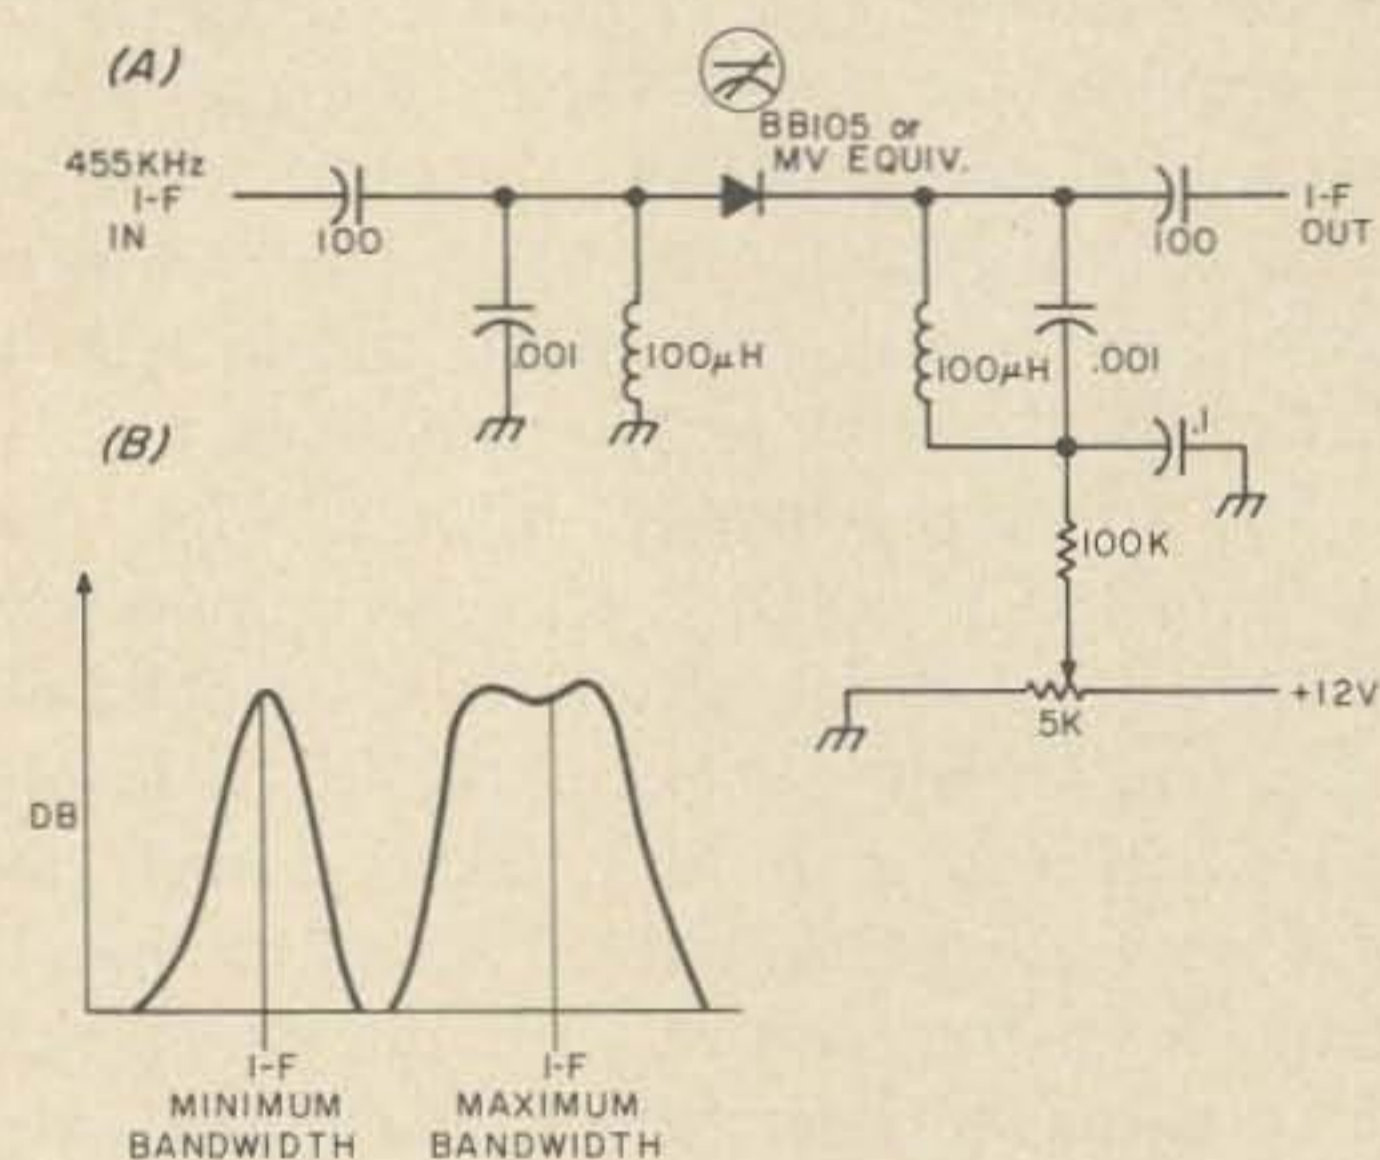 (A)
455KHz
I-F
IN
100
BB105 or
MV EQUIV.
100
I-F
OUT
.001
100μH
100μH
.001
.1
100K
+12V
5K
(B)
DB
I-F
MINIMUM
BANDWIDTH
I-F
MAXIMUM
BANDWIDTH